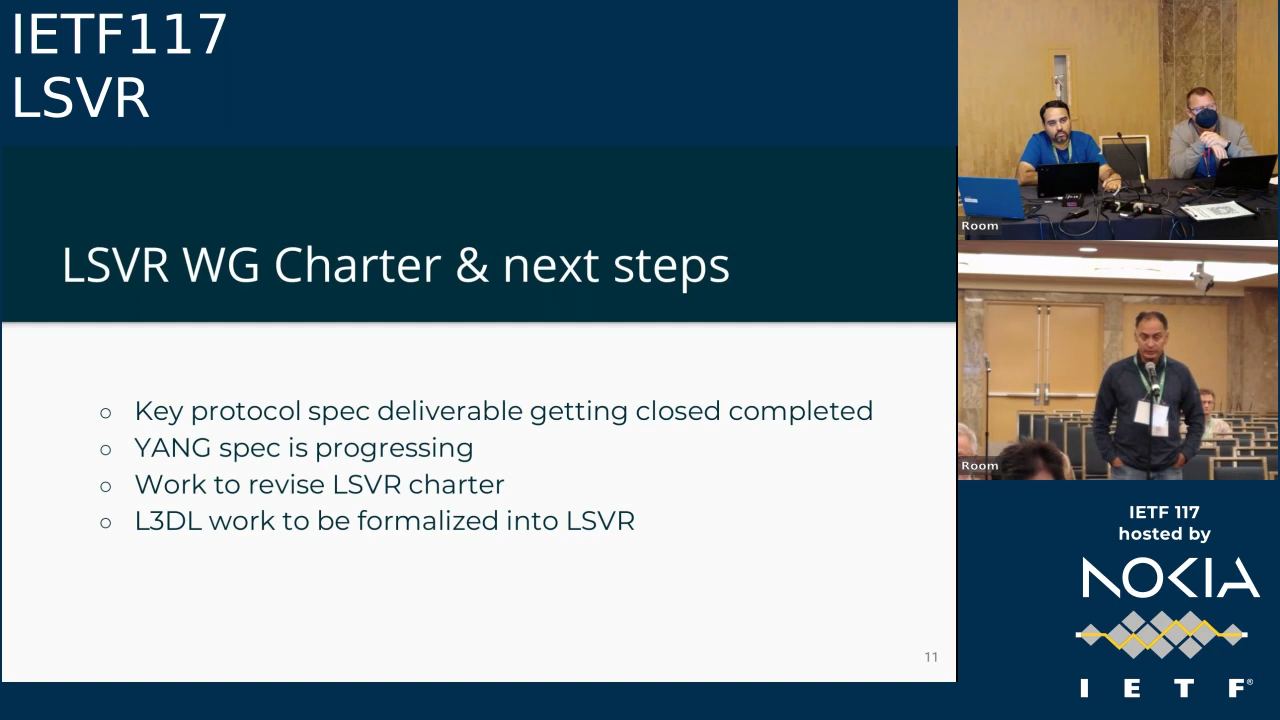 IETF117
LSVR
LSVR WG Charter & next steps
Key protocol spec deliverable getting closed completed
YANG spec is progressing
Work to revise LSVR charter
L3DL work to be formalized into LSVR
11
Room
Room
IETF 117
hosted by
NOKIA
I E T F®